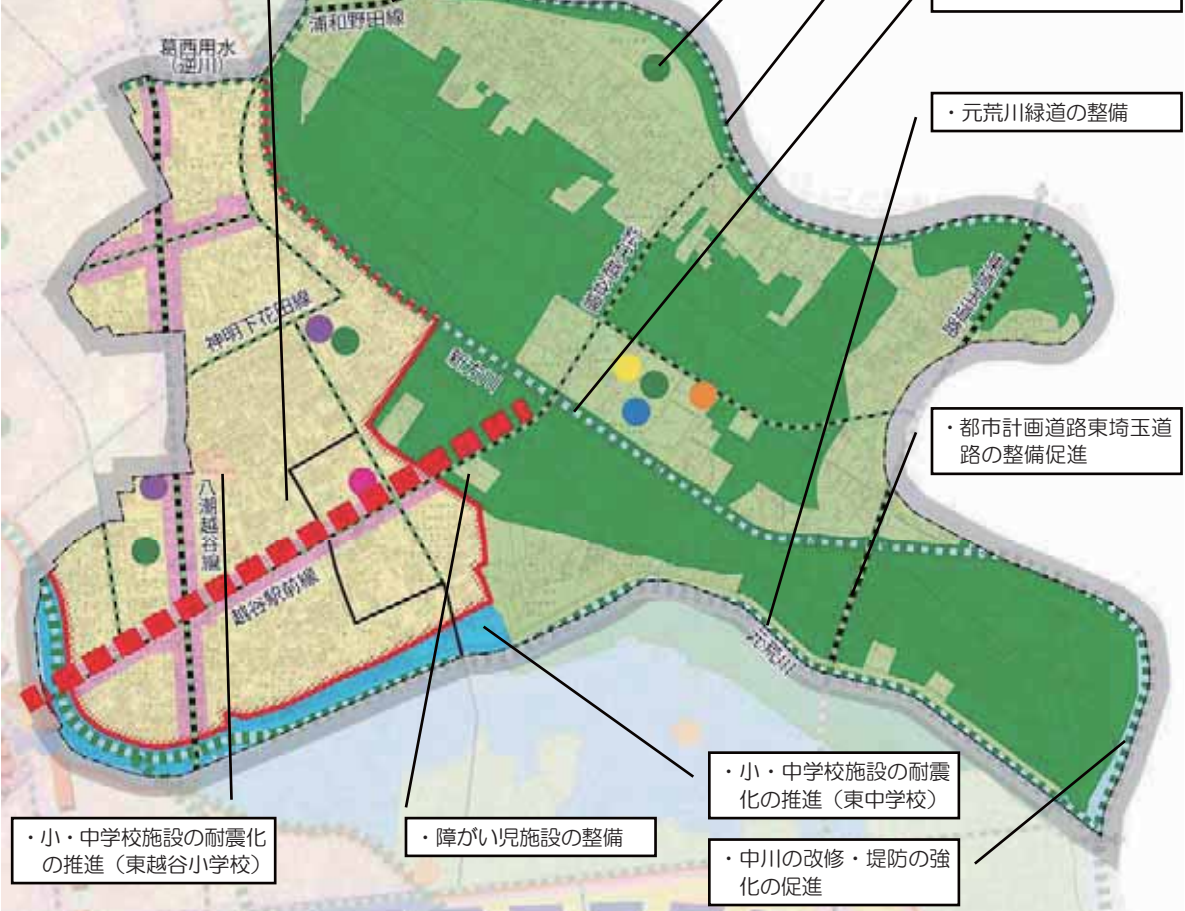 浦和野田線
葛西用水
(逆川)
・元荒川緑道の整備
神明下花田線
新方川
・都市計画道路東埼玉道
路の整備促進
八潮越谷線
越谷駅前線
元荒川
・小・中学校施設の耐震
化の推進（東中学校）
・小・中学校施設の耐震化
の推進（東越谷小学校）
・障がい児施設の整備
・中川の改修・堤防の強
化の促進